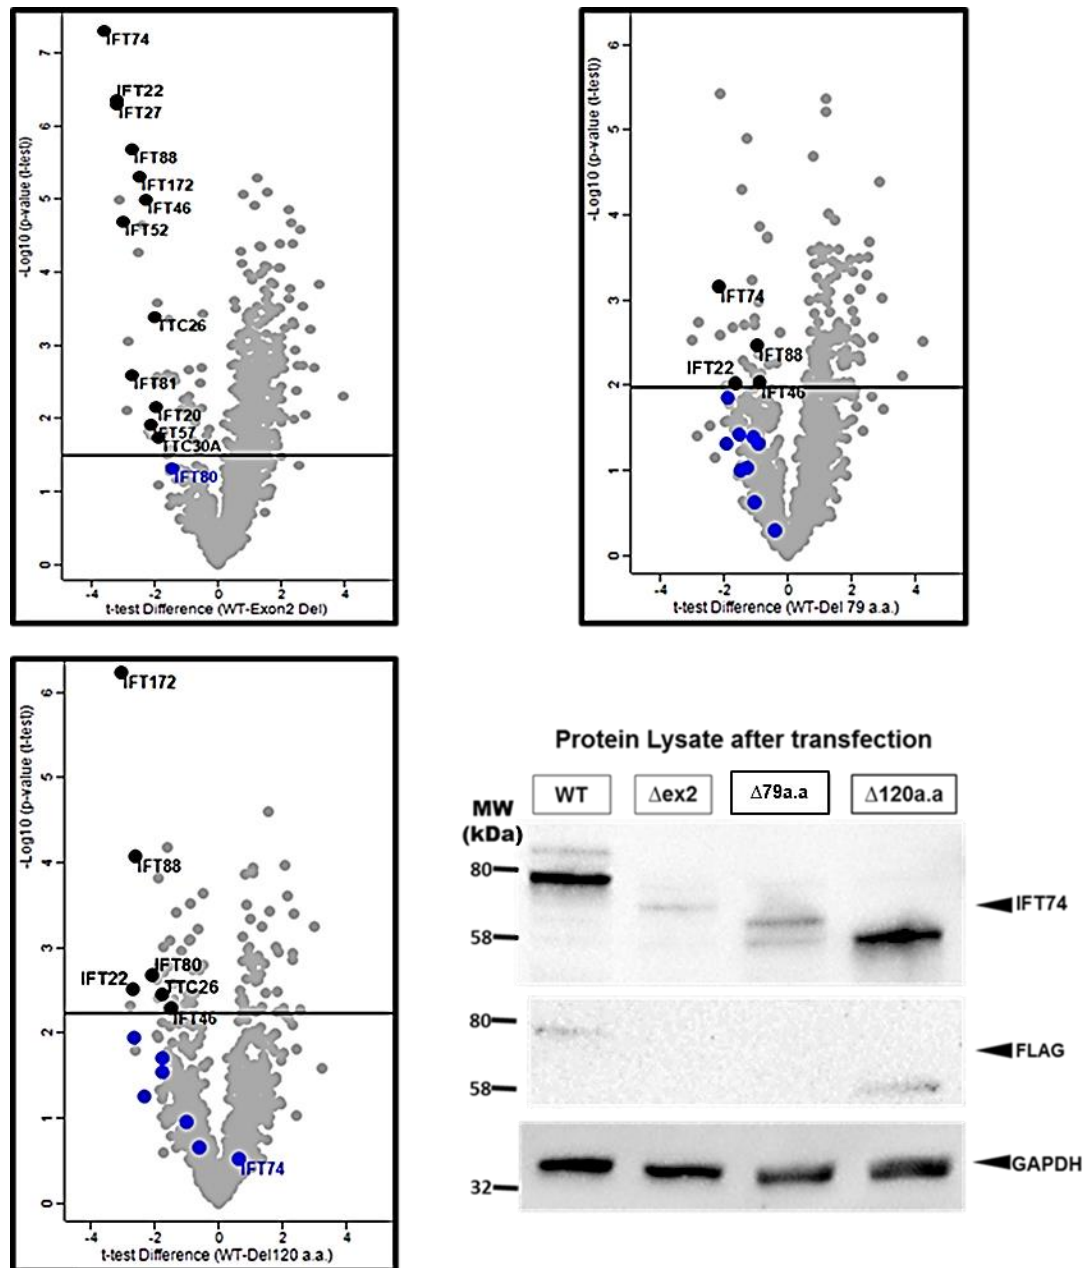 -Log10 (p-value (t-test))
7
6
5
4
3
2
1
0
IFT74
IFT22
IFT27
IFT88
IFT172
IFT46
IFT52
TTC26
IFT81
IFT20
IFT57
TTC30A
IFT80
-4 -2 0 2 4
t-test Difference (WT-Exon2 Del)
-Log10 (p-value (t-test))
6
5
4
3
2
1
0
IFT74
IFT88
IFT22
IFT46
-4 -2 0 2 4
t-test Difference (WT-Del 79 a.a.)
-Log10 (p-value (t-test))
6
5
4
3
2
1
0
IFT172
IFT88
IFT80
IFT22
TTC26
IFT46
IFT74
-4 -2 0 2 4
t-test Difference (WT-Del120 a.a.)
Protein Lysate after transfection
WT Δex2 Δ79a.a Δ120a.a
MW
(kDa)
80
58
IFT74
80
58
FLAG
32
GAPDH